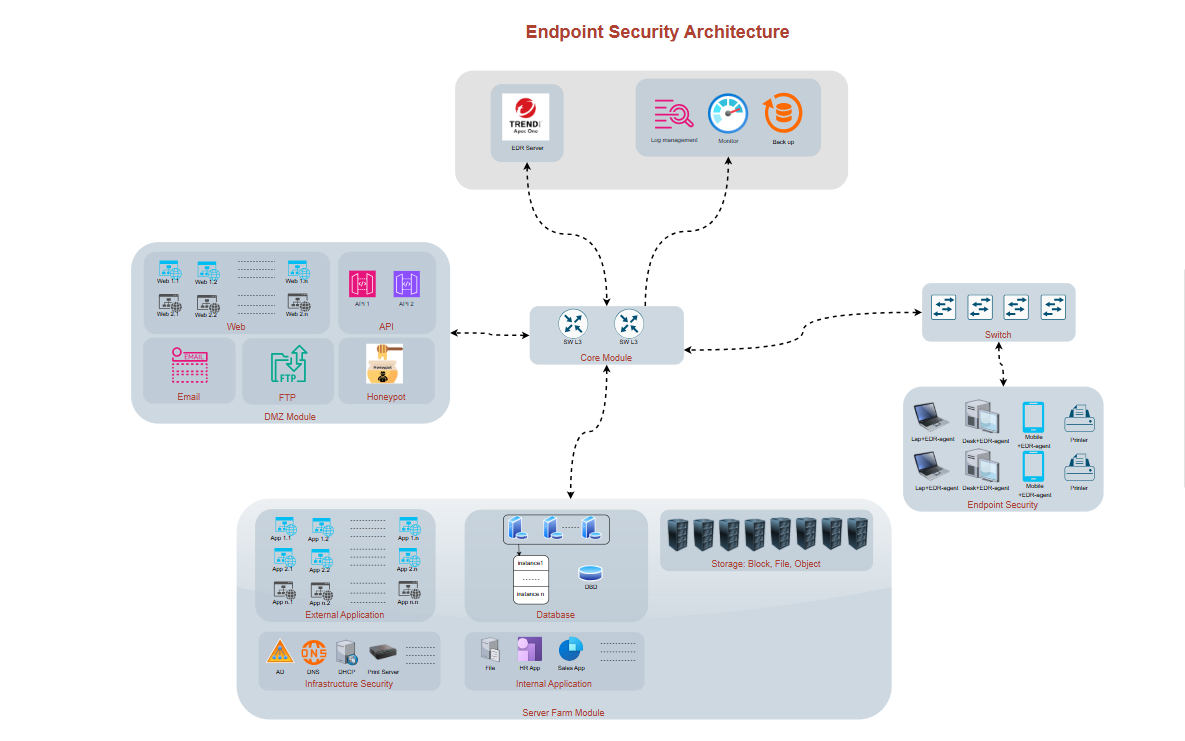 Endpoint Security Architecture
TREND
MICRO
Apex One
EDR Server
Log management
Monitor
Back up
Web 1.1
Web 1.2
Web 1.n
Web 2.1
Web 2.2
Web 2.n
Web
API 1
API 2
API
EMAIL
Email
FTP
FTP
Honeypot
Honeypot
DMZ Module
SW L3
SW L3
Core Module
Switch
Lap+EDR-agent
Desk+EDR-agent
Mobile
+EDR-agent
Printer
Lap+EDR-agent
Desk+EDR-agent
Mobile
+EDR-agent
Printer
Endpoint Security
App 1.1
App 1.2
App 1.n
App 2.1
App 2.2
App 2.n
App n.1
App n.2
App n.n
External Application
instance1
......
instance n
DBD
Database
Storage: Block, File, Object
AD
DNS
DNS
DHCP
Print Server
Infrastructure Security
File
HR App
Sales App
Internal Application
Server Farm Module